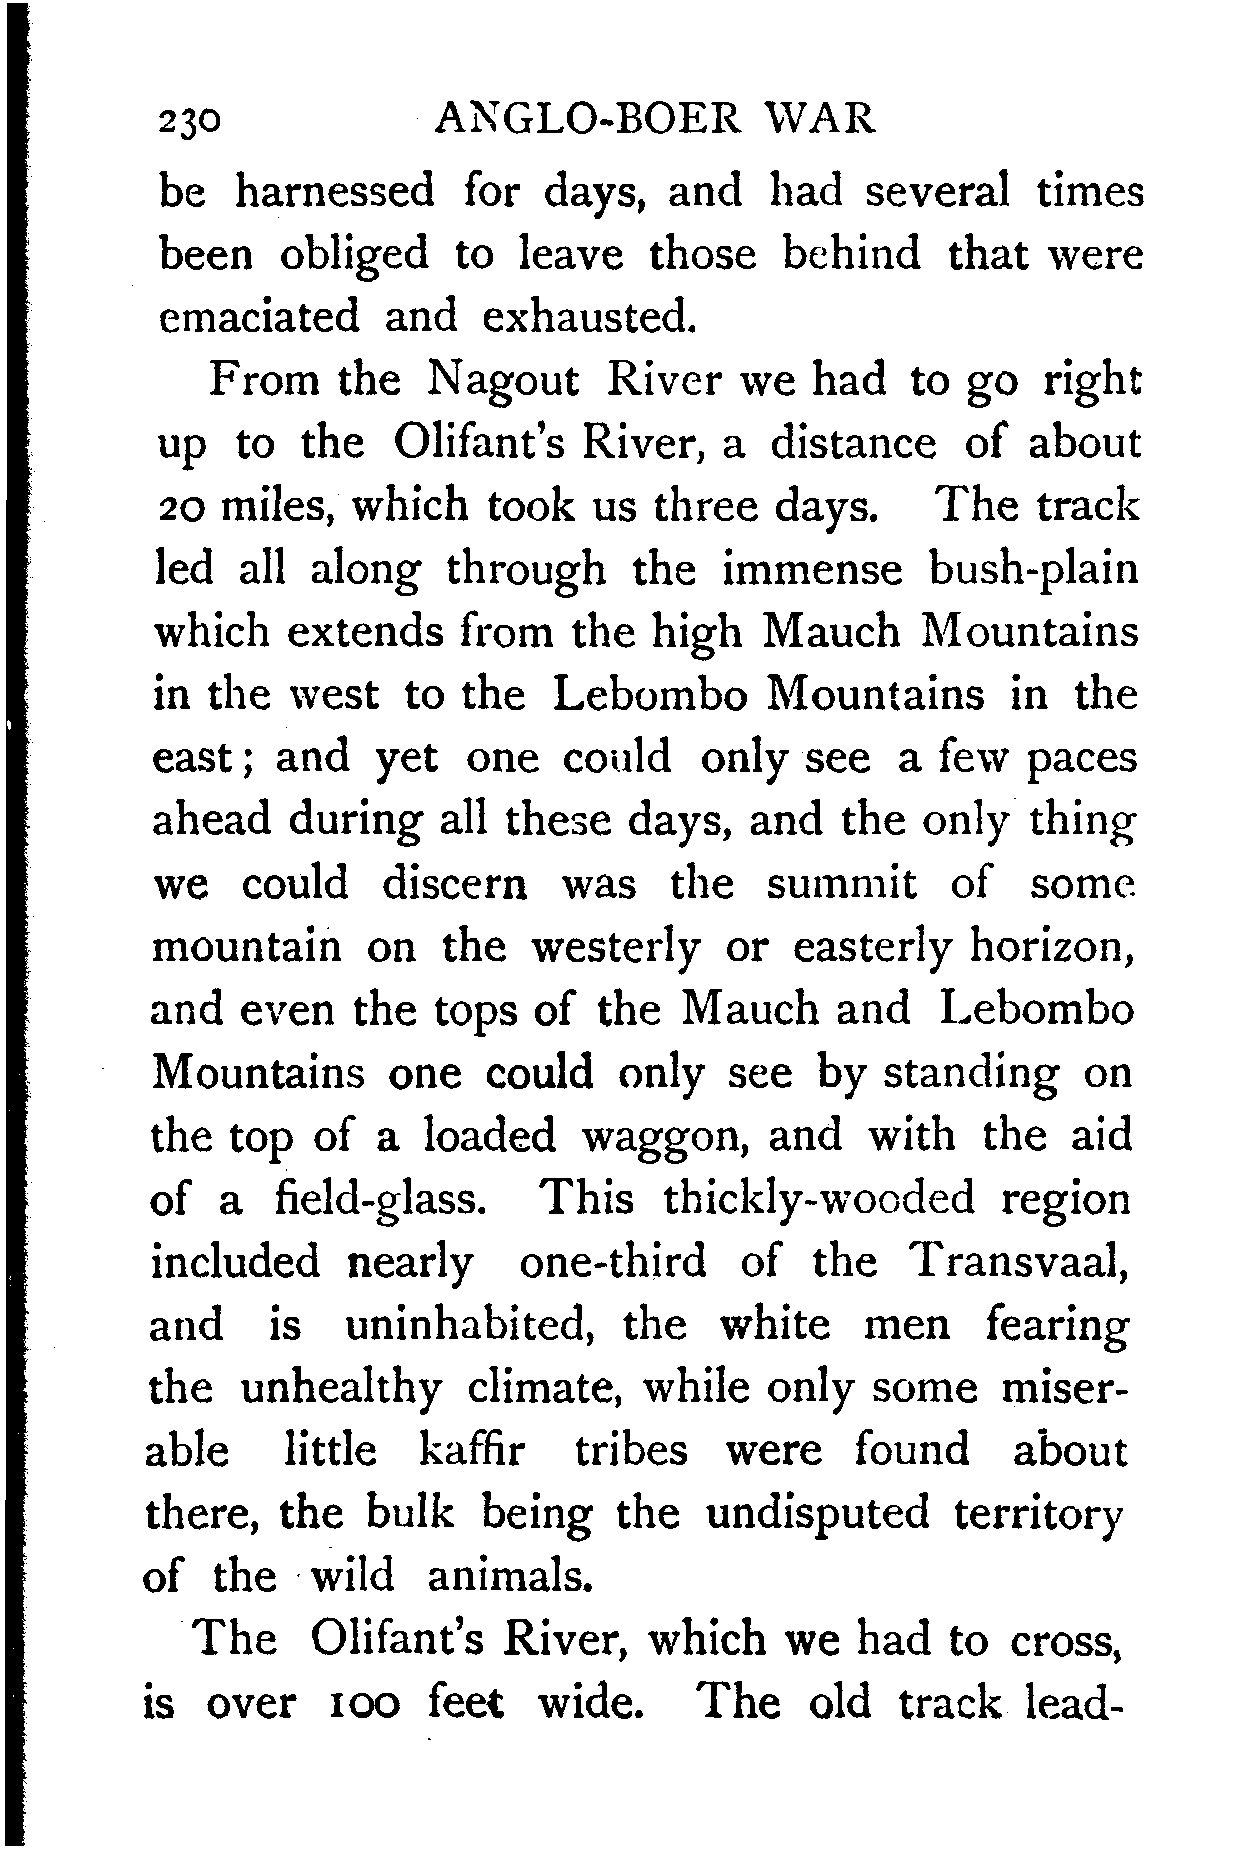 230 ANGLO-BOER WAR
be harnessed for days, and had several times
been obliged to leave those behind that were
emaciated and exhausted.
From the Nagout River we had to go right
up to the Olifant's River, a distance of about
20 miles, which took us three days. The track
led all along through the immense bush-plain
which extends from the high Mauch Mountains
in the west to the Lebombo Mountains in the
east; and yet one could only see a few paces
ahead during all these days, and the only thing
we could discern was the summit of some
mountain on the westerly or easterly horizon,
and even the tops of the Mauch and Lebombo
Mountains one could only see by standing on
the top of a loaded waggon, and with the aid
of a field-glass. This thickly-wooded region
included nearly one-third of the Transvaal,
and is uninhabited, the white men fearing
the unhealthy climate, while only some miser-
able little kaffir tribes were found about
there, the bulk being the undisputed territory
of the wild animals.
The Olifant's River, which we had to cross,
is over 100 feet wide. The old track lead-